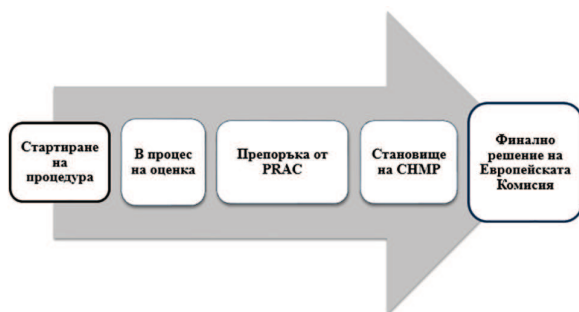 Стартиране
на
процедура
В процес
на оценка
Препоръка от
PRAC
Становище
на CHMP
Финално
решение на
Европейската
Комисия